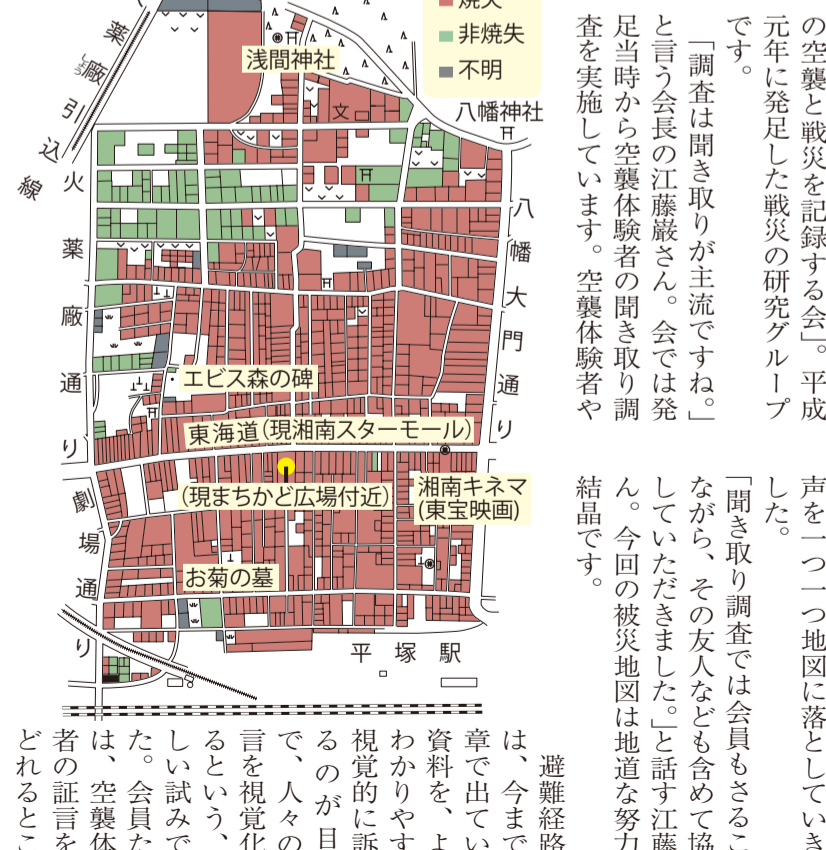 の空襲と戦災を記録する会」。平成
元年に発足した戦災の研究グループ
です。
「調査は聞き取りが主流ですね。」
と言う会長の江藤巖さん。会では発
足当時から空襲体験者の聞き取り調
査を実施しています。空襲体験者や
声を一つ一つ地図に落としていき
した。
「聞き取り調査では会員もさるこ
ながら、その友人なども含めて協
していただきました。」と話す江藤
ん。今回の被災地図は地道な努力
結晶です。
避難経路
は、今まで
章で出てい
資料を、よ
わかりやす
視覚的に訴
るのが目
で、人々の
言を視覚化
るという、
しい試みで
た。会員た
は、空襲体
者の証言を
どれるとこ
焼失
非焼失
不明
浅間神社
八幡神社
文
薬廠引込線
火薬廠通り
八幡大門通り
エビス森の碑
東海道(現湘南スターモール)
(現まちかど広場付近)
湘南キネマ
(東宝映画)
劇場通り
お菊の墓
平塚駅